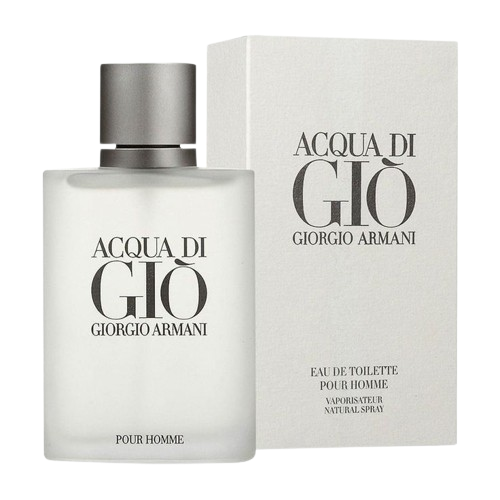 ACQUA DI
GIÒ
GIORGIO ARMANI
POUR HOMME
ACQUA DI
GIÒ
GIORGIO ARMANI
EAU DE TOILETTE
POUR HOMME
VAPORISATEUR
NATURAL SPRAY